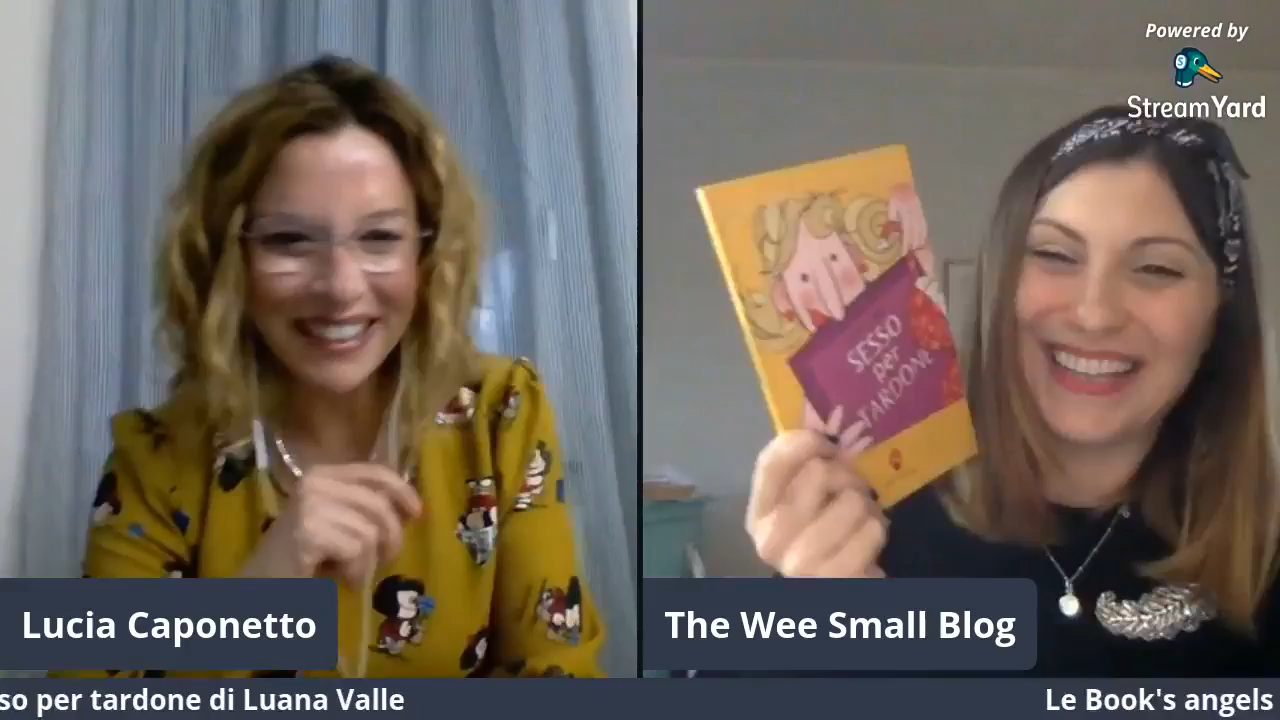 Powered by
StreamYard
SESSO
per
TARDONE
Lucia Caponetto
The Wee Small Blog
so per tardone di Luana Valle
Le Book's angels